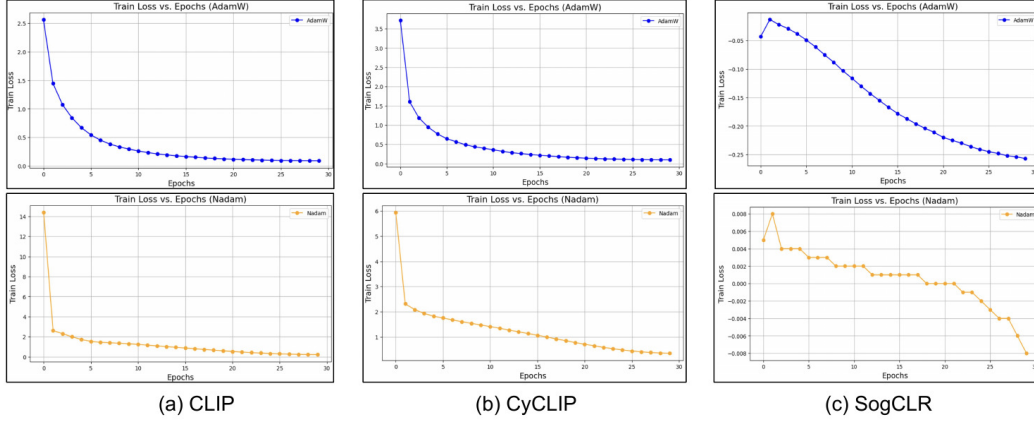 Train Loss vs. Epochs (AdamW)
AdamW
Train Loss
2.5
2.0
1.5
1.0
0.5
0.0
0 5 10 15 20 25 30
Epochs
Train Loss vs. Epochs (AdamW)
AdamW
Train Loss
3.5
3.0
2.5
2.0
1.5
1.0
0.5
0.0
0 5 10 15 20 25 30
Epochs
Train Loss vs. Epochs (AdamW)
AdamW
Train Loss
−0.05
−0.10
−0.15
−0.20
−0.25
0 5 10 15 20 25
Epochs
Train Loss vs. Epochs (Nadam)
Nadam
Train Loss
14
12
10
8
6
4
2
0
0 5 10 15 20 25 30
Epochs
Train Loss vs. Epochs (Nadam)
Nadam
Train Loss
6
5
4
3
2
1
0 5 10 15 20 25 30
Epochs
Train Loss vs. Epochs (Nadam)
Nadam
Train Loss
0.008
0.006
0.004
0.002
0.000
−0.002
−0.004
−0.006
−0.008
0 5 10 15 20 25
Epochs
(a) CLIP
(b) CyCLIP
(c) SogCLR